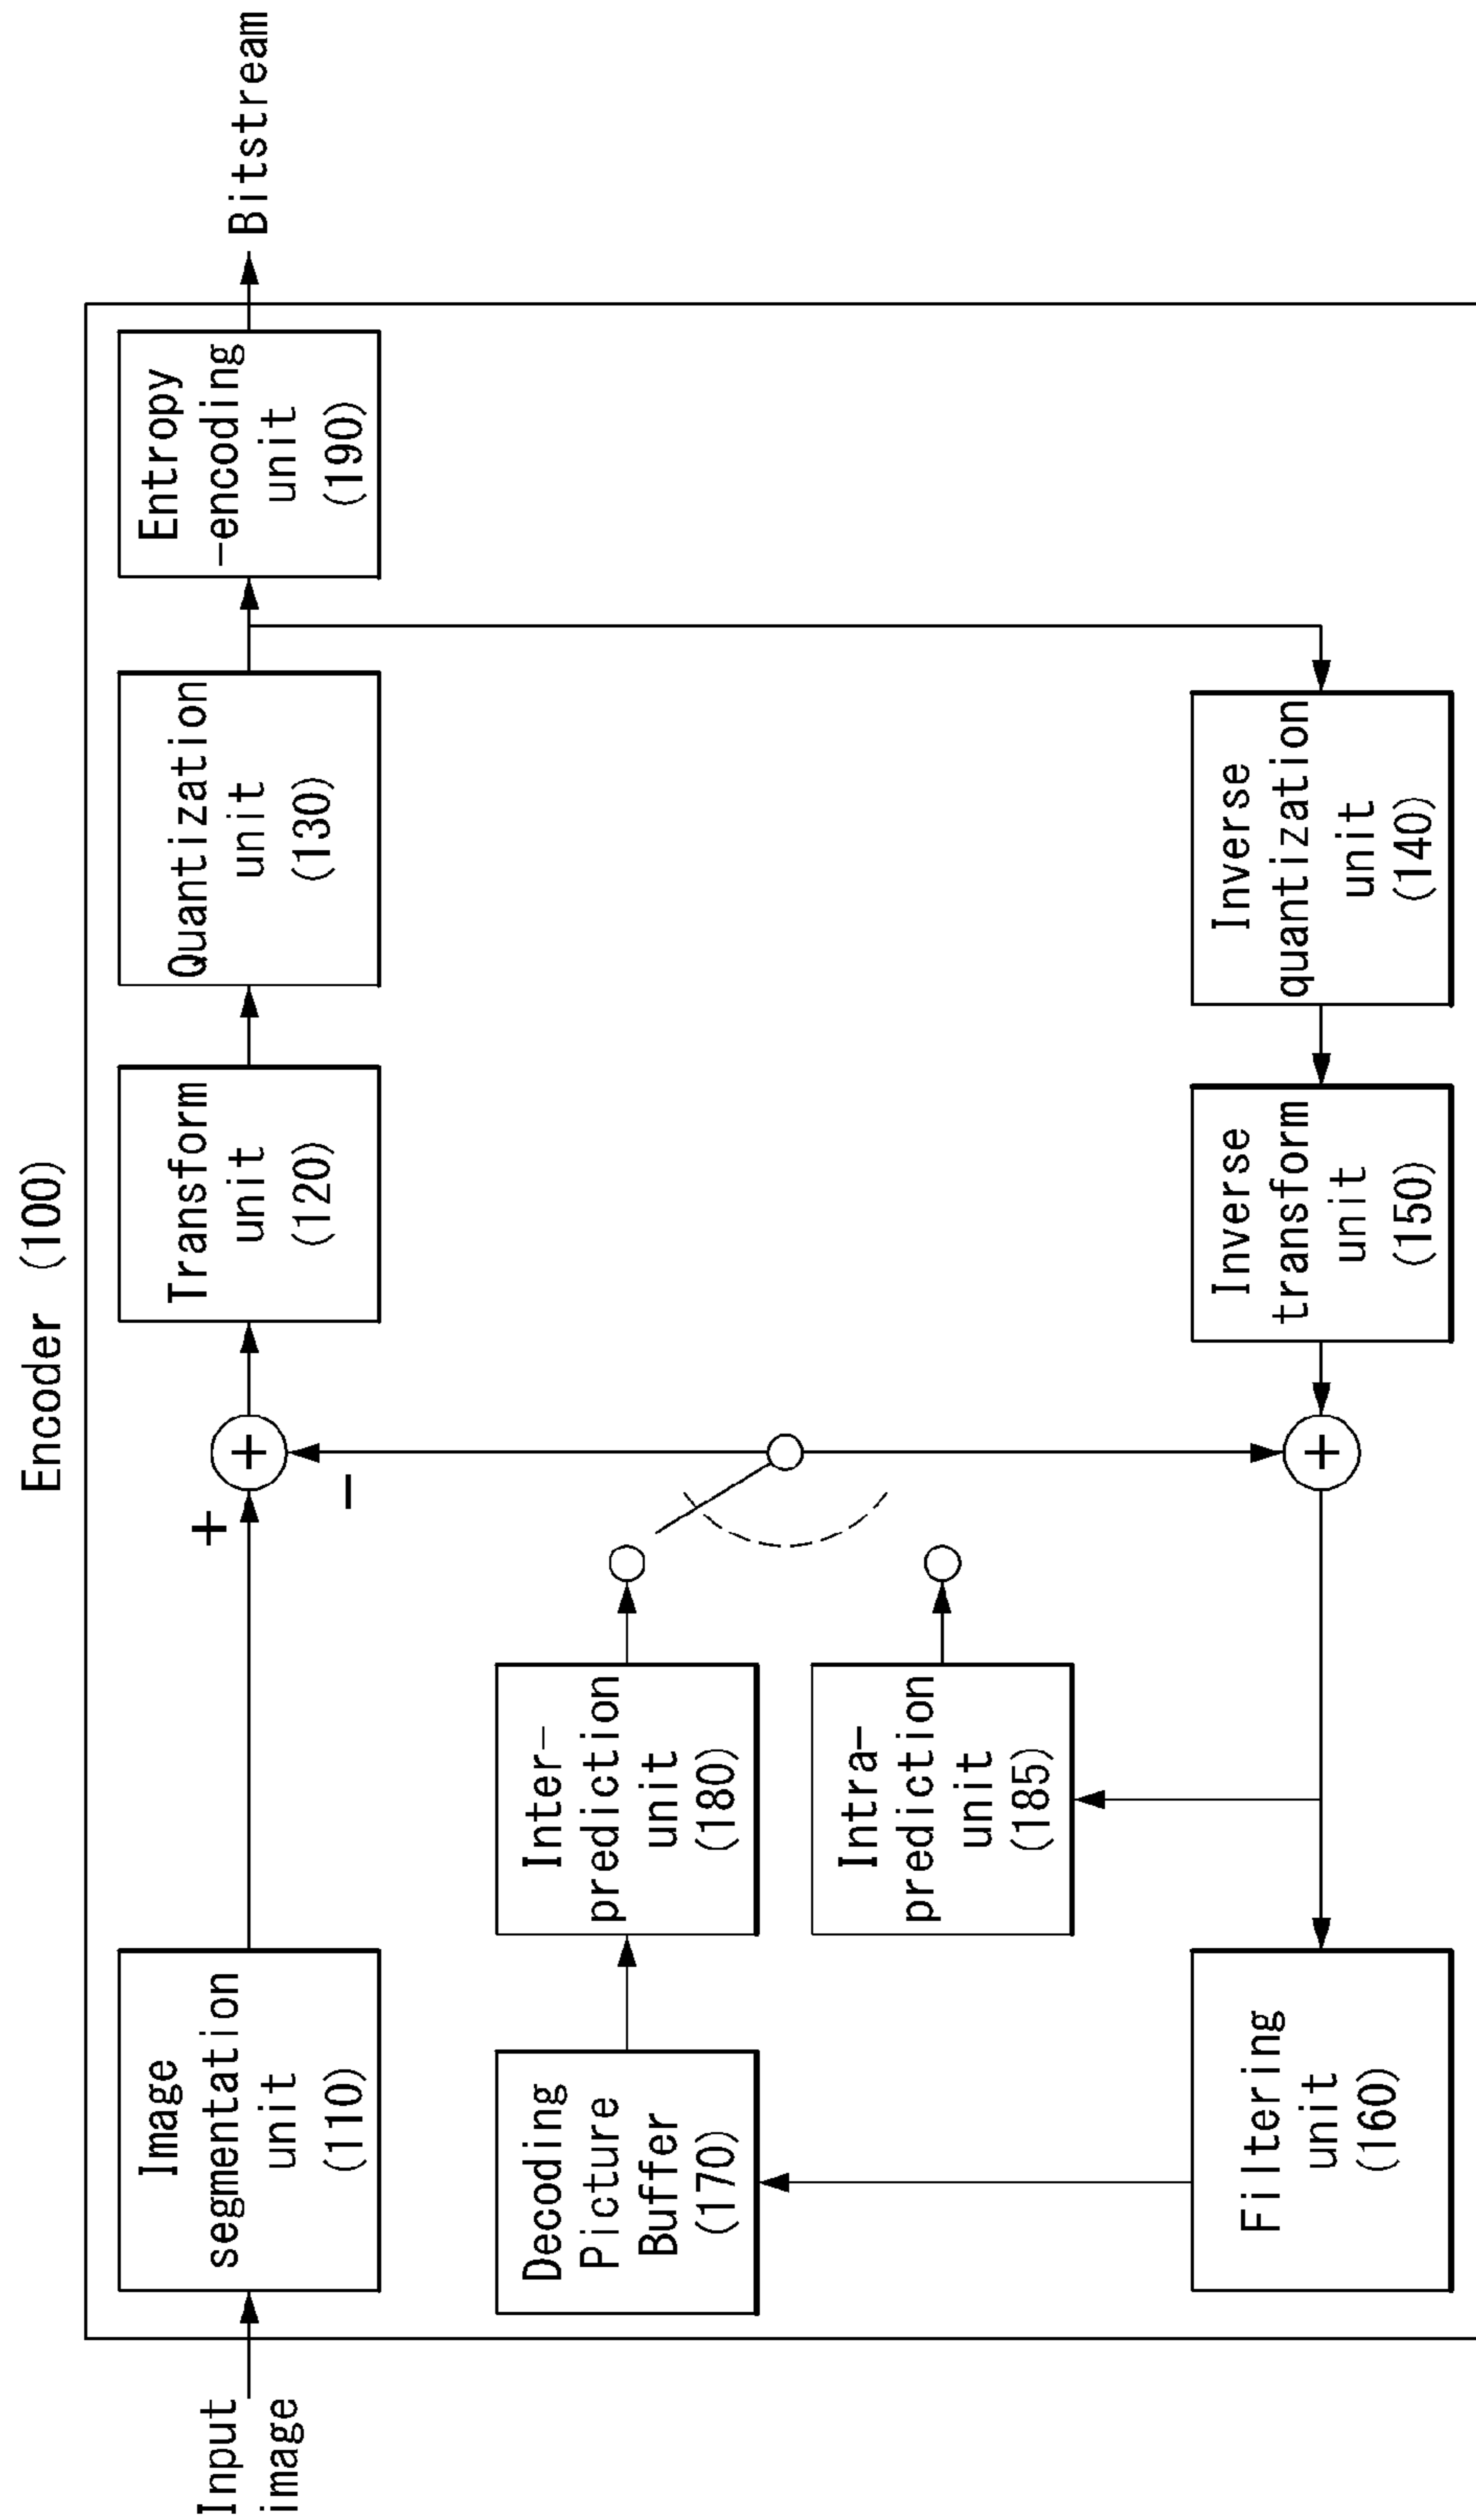 Encoder (100)
Input
image
Image
segmentation
unit
(110)
+
−
+
Transform
unit
(120)
Quantization
unit
(130)
Entropy
-encoding
unit
(190)
Bitstream
Decoding
Picture
Buffer
(170)
Inter-
prediction
unit
(180)
Intra-
prediction
unit
(185)
Filtering
unit
(160)
+
Inverse
transform
unit
(150)
Inverse
quantization
unit
(140)